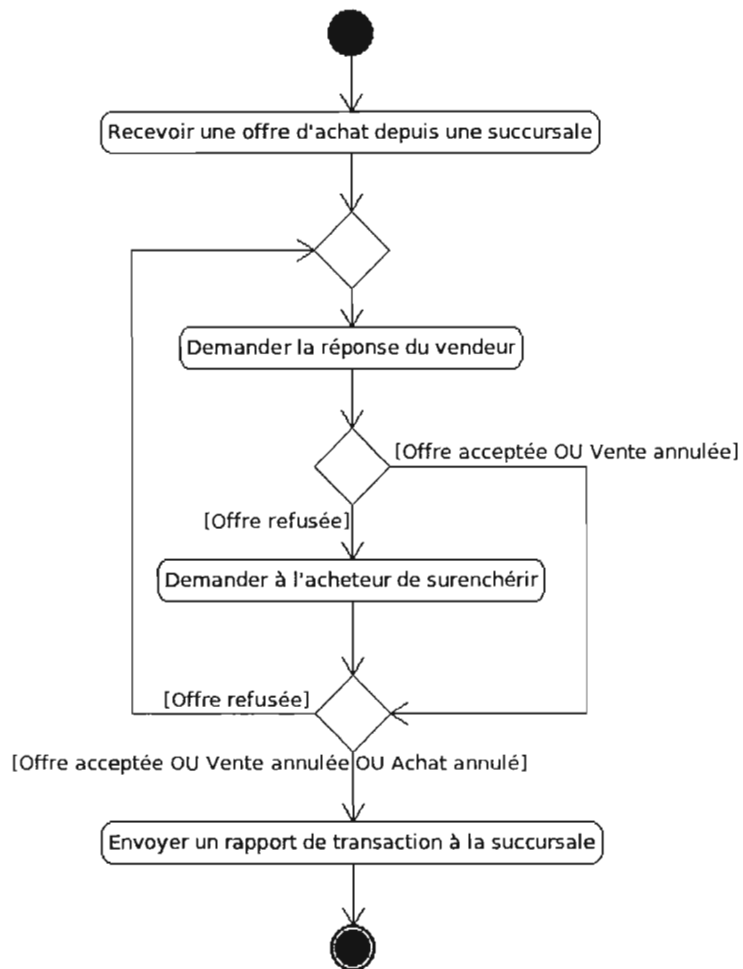 Recevoir une offre d'achat depuis une succursale
Demander la réponse du vendeur
[Offre acceptée OU Vente annulée]
[Offre refusée]
Demander à l'acheteur de surenchérir
[Offre refusée]
[Offre acceptée OU Vente annulée OU Achat annulé]
Envoyer un rapport de transaction à la succursale